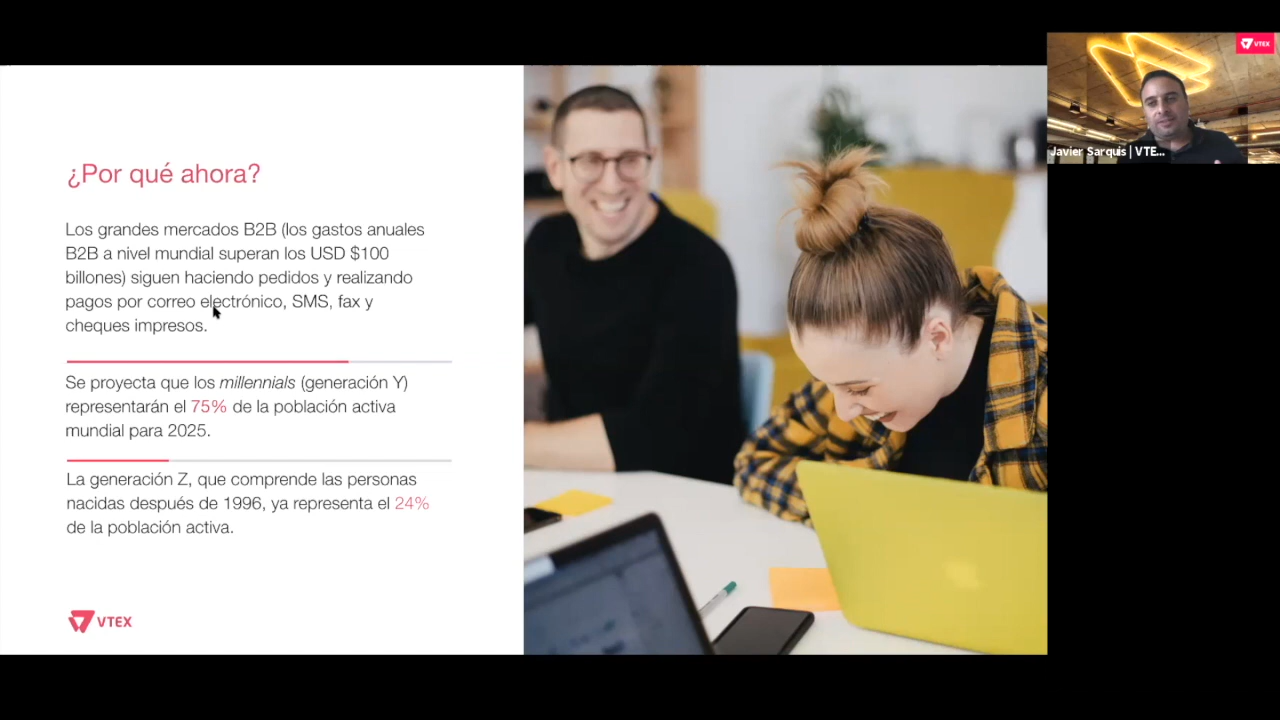 ¿Por qué ahora?
Los grandes mercados B2B (los gastos anuales
B2B a nivel mundial superan los USD $100
billones) siguen haciendo pedidos y realizando
pagos por correo electrónico, SMS, fax y
cheques impresos.
Se proyecta que los millennials (generación Y)
representarán el 75% de la población activa
mundial para 2025.
La generación Z, que comprende las personas
nacidas después de 1996, ya representa el 24%
de la población activa.
VTEX
VTEX
Javier Sarquis | VTE...